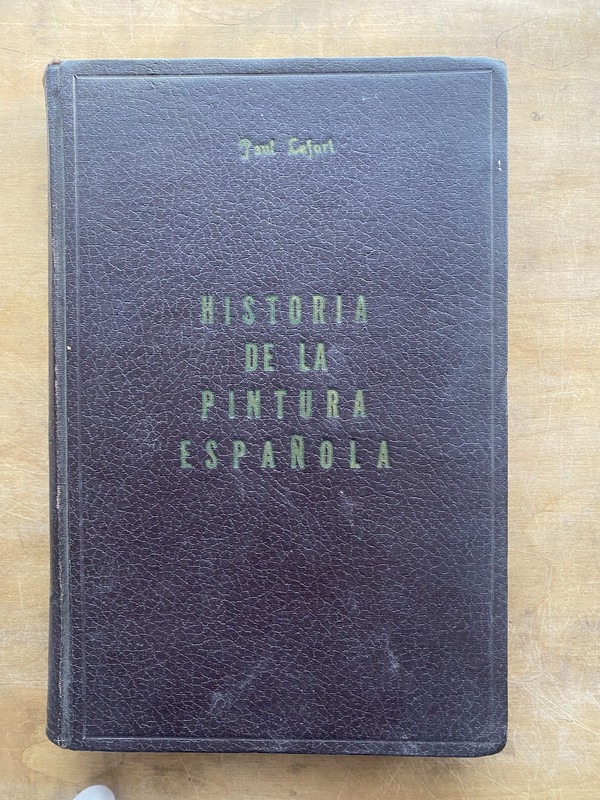 Paul Lefort
HISTORIA
DE LA
PINTURA
ESPAÑOLA